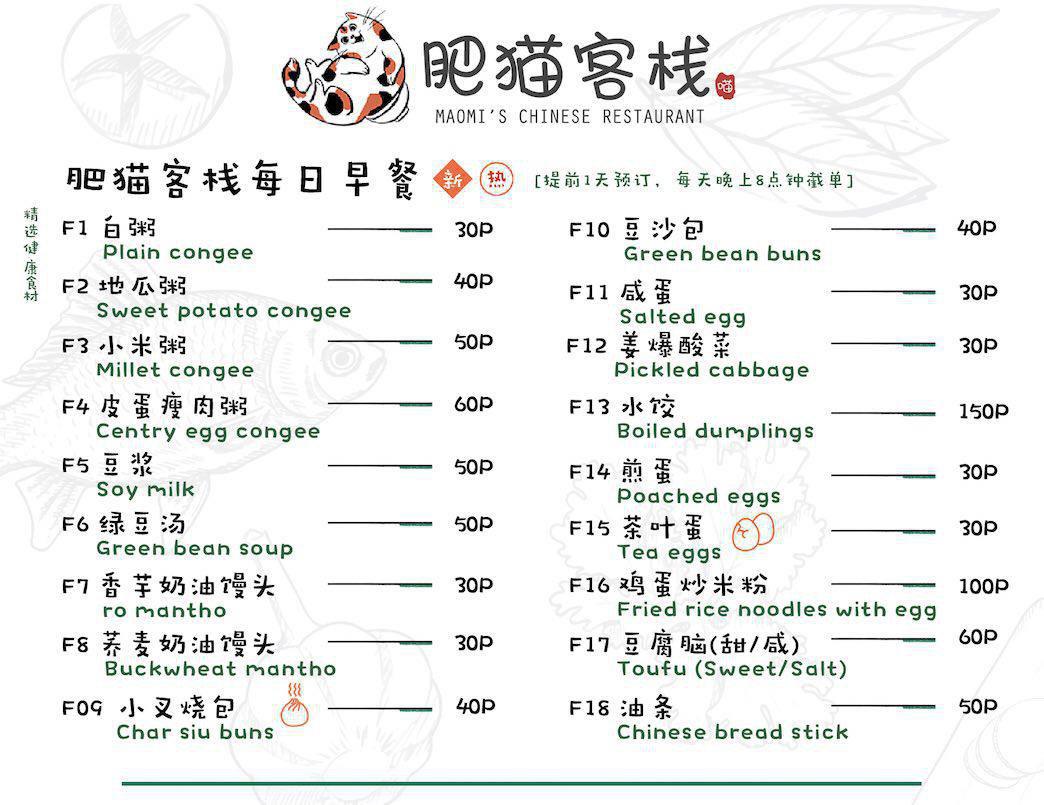 肥猫客栈
喵
MAOMI'S CHINESE RESTAURANT
肥猫客栈每日早餐 新 热 [提前1天预订, 每天晚上8点钟截单]
精选健康食材
F1 白粥 30P
Plain congee
F2 地瓜粥 40P
Sweet potato congee
F3 小米粥 50P
Millet congee
F4 皮蛋瘦肉粥 60P
Centry egg congee
F5 豆浆 50P
Soy milk
F6 绿豆汤 50P
Green bean soup
F7 香芋奶油馒头 30P
ro mantho
F8 荞麦奶油馒头 30P
Buckwheat mantho
F09 小叉烧包 40P
Char siu buns
F10 豆沙包 40P
Green bean buns
F11 咸蛋 30P
Salted egg
F12 姜爆酸菜 30P
Pickled cabbage
F13 水饺 150P
Boiled dumplings
F14 煎蛋 30P
Poached eggs
F15 茶叶蛋 30P
Tea eggs
F16 鸡蛋炒米粉 100P
Fried rice noodles with egg
F17 豆腐脑(甜/咸) 60P
Toufu (Sweet/Salt)
F18 油条 50P
Chinese bread stick